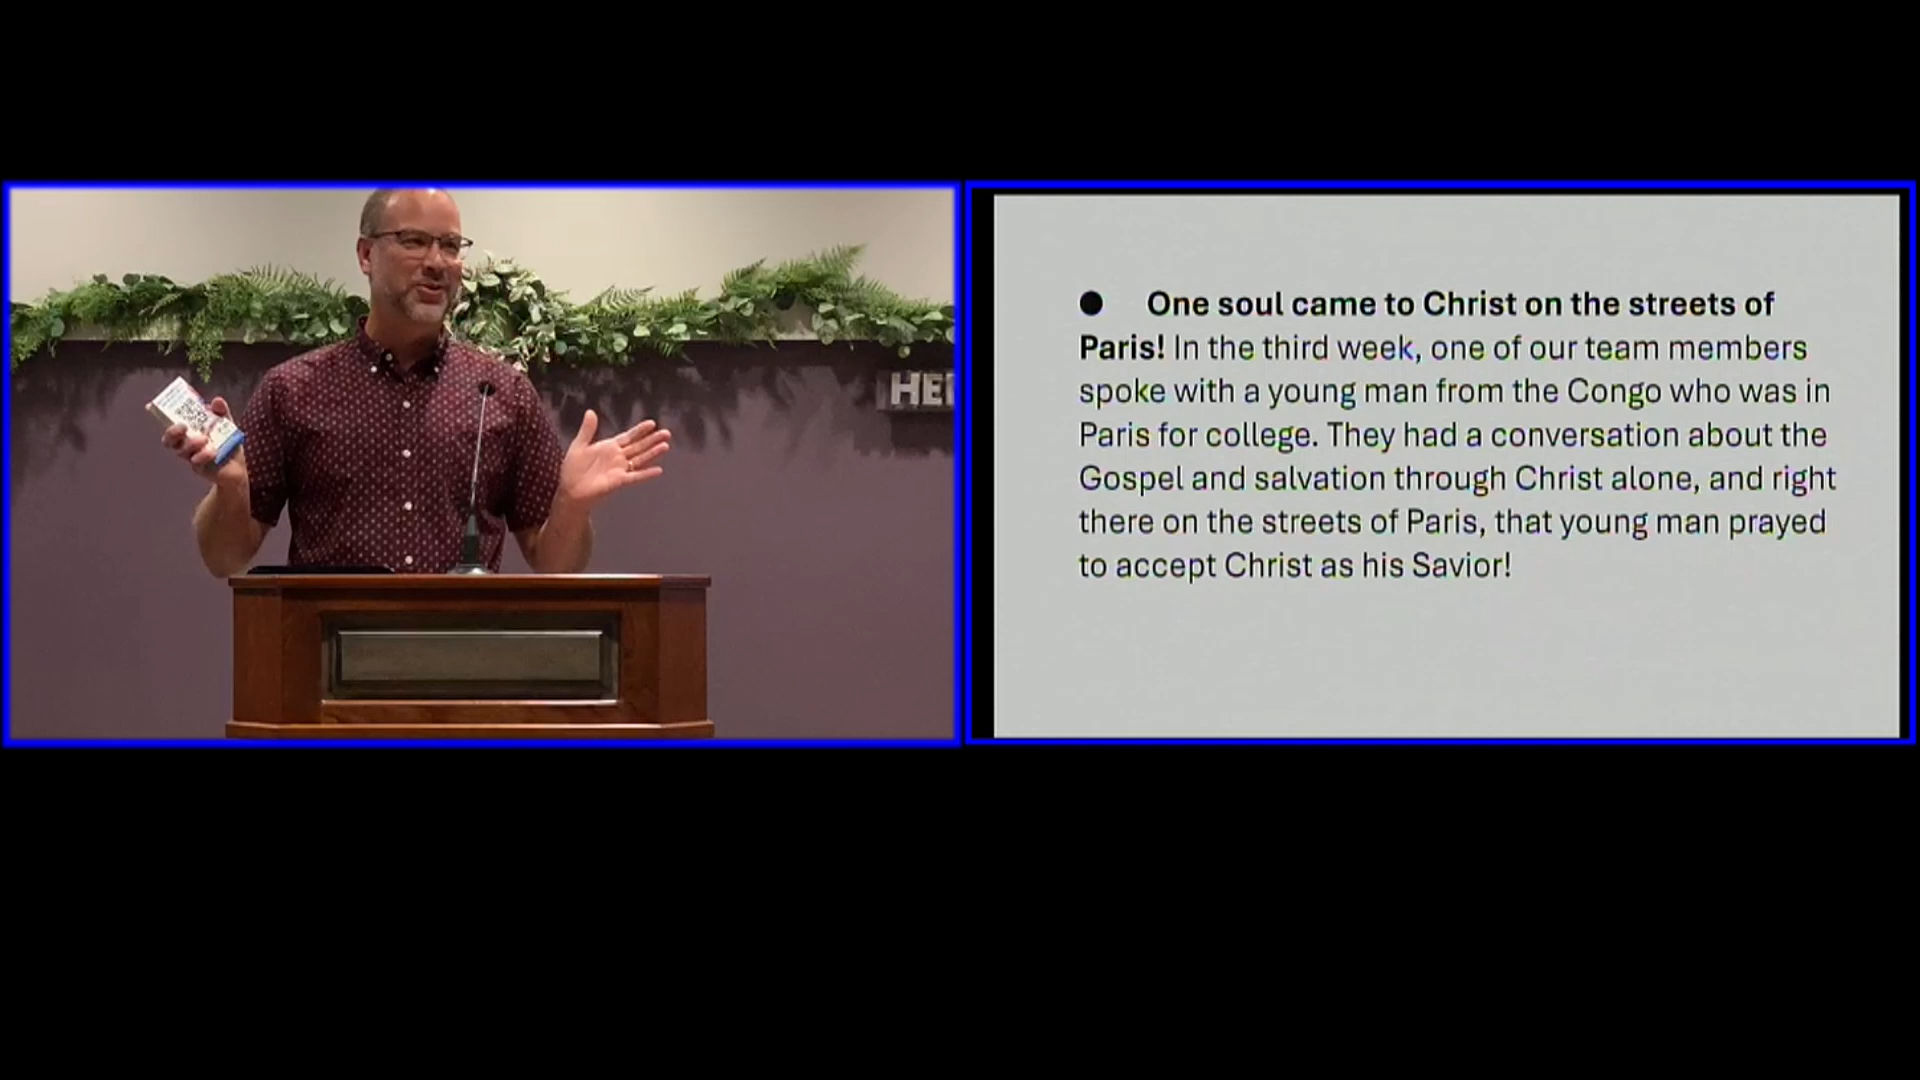 HE
● One soul came to Christ on the streets of
Paris! In the third week, one of our team members
spoke with a young man from the Congo who was in
Paris for college. They had a conversation about the
Gospel and salvation through Christ alone, and right
there on the streets of Paris, that young man prayed
to accept Christ as his Savior!